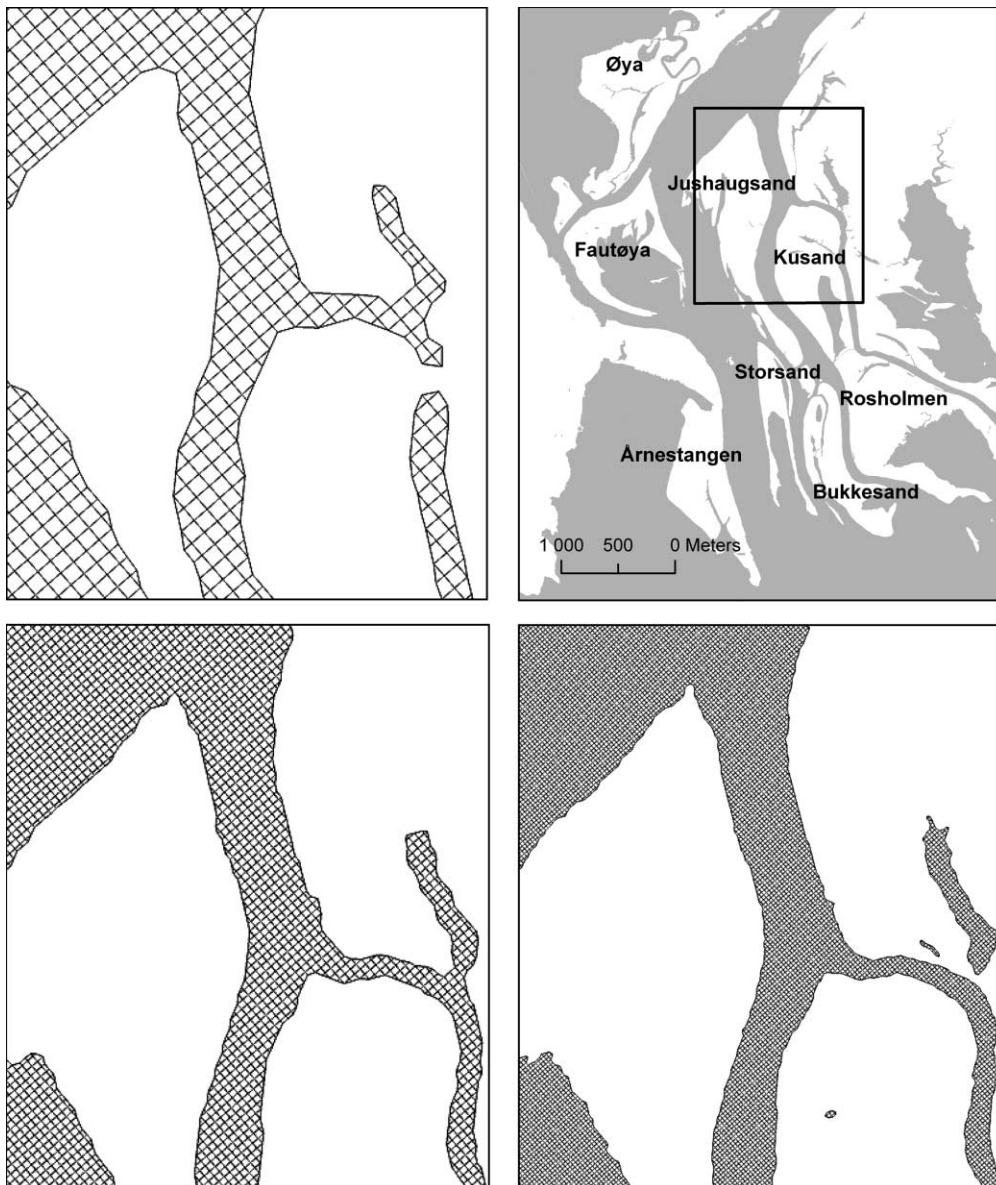 Øya
Jushaugsand
Fautøya
Kusand
Storsand
Rosholmen
Årnestangen
Bukkesand
1 000 500 0 Meters